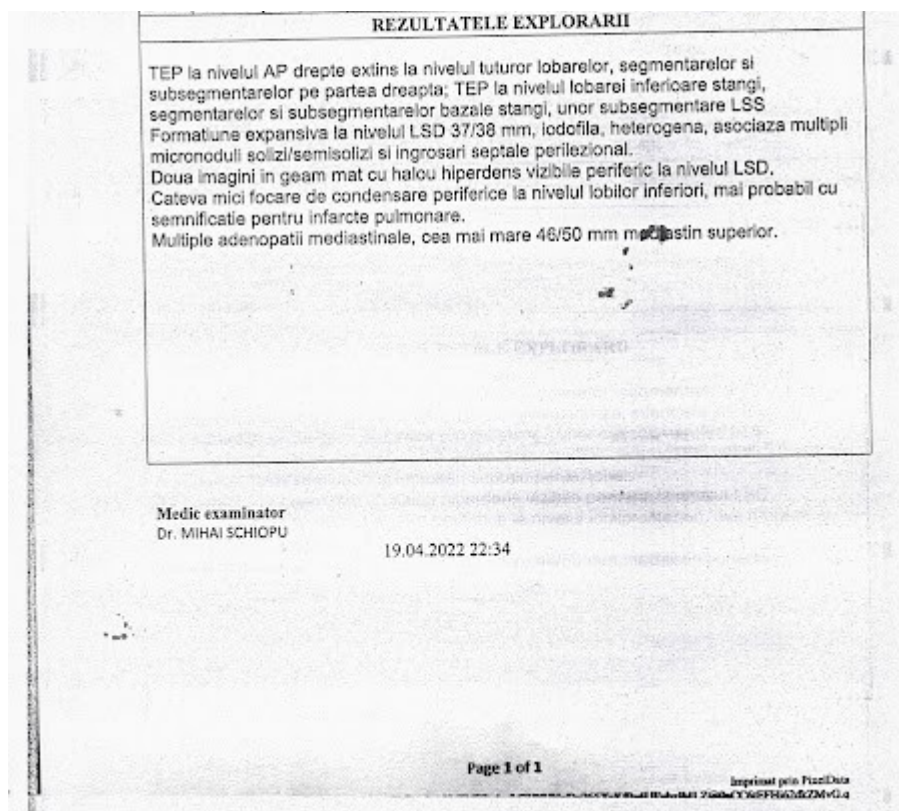 REZULTATELE EXPLORARII
TEP la nivelul AP drepte extins la nivelul tuturor lobarelor, segmentarelor si
subsegmentarelor pe partea dreapta; TEP la nivelul lobarei inferioare stangi,
segmentarelor si subsegmentarelor bazale stangi, unor subsegmentare LSS
Formatiune expansiva la nivelul LSD 37/38 mm, iodofila, heterogena, asociaza multipli
micronoduli solizi/semisolizi si ingrosari septale perilezional.
Doua imagini in geam mat cu halou hiperdens vizibile periferic la nivelul LSD.
Cateva mici focare de condensare periferice la nivelul lobilor inferiori, mai probabil cu
semnificatie pentru infarcte pulmonare.
Multiple adenopatii mediastinale, cea mai mare 46/50 mm mediastin superior.
Medic examinator
Dr. MIHAI SCHIOPU
19.04.2022 22:34
Page 1 of 1
Imprimat prin PizziData